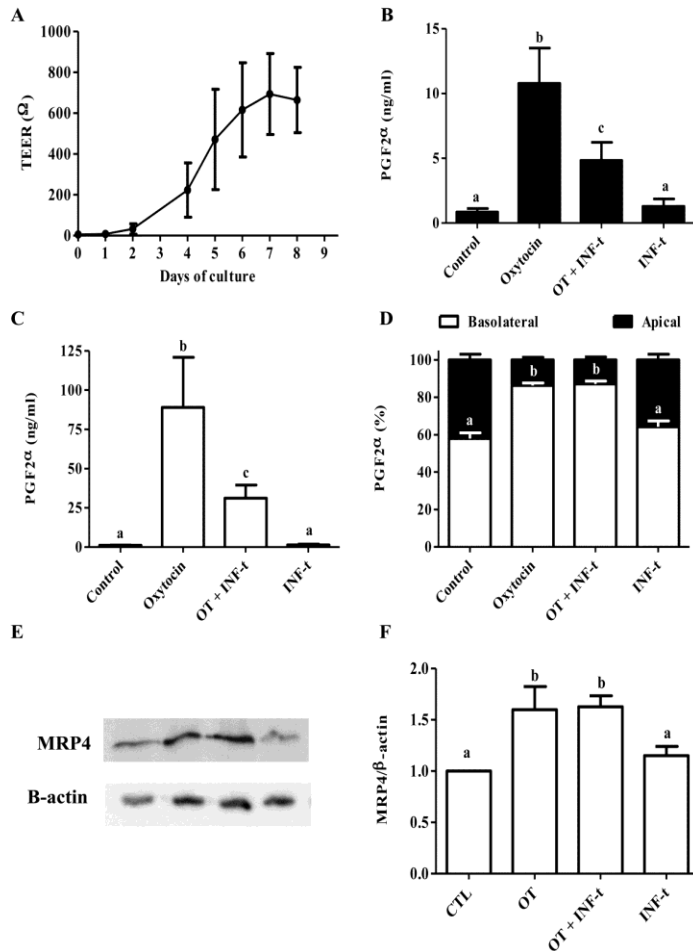 A
TEER (Ω)
1000
800
600
400
200
0
0 1 2 3 4 5 6 7 8 9
Days of culture
B
PGF2α (ng/ml)
15
10
5
0
a
b
c
a
Control
Oxytocin
OT + INF-t
INF-t
C
PGF2α (ng/ml)
125
100
75
50
25
0
a
b
c
a
Control
Oxytocin
OT + INF-t
INF-t
D
Basolateral Apical
PGF2α (%)
100
80
60
40
20
0
a
b
b
a
Control
Oxytocin
OT + INF-t
INF-t
E
MRP4
B-actin
F
MRP4/β-actin
2.0
1.5
1.0
0.5
0.0
a
b
b
a
CTL
OT
OT + INF-t
INF-t